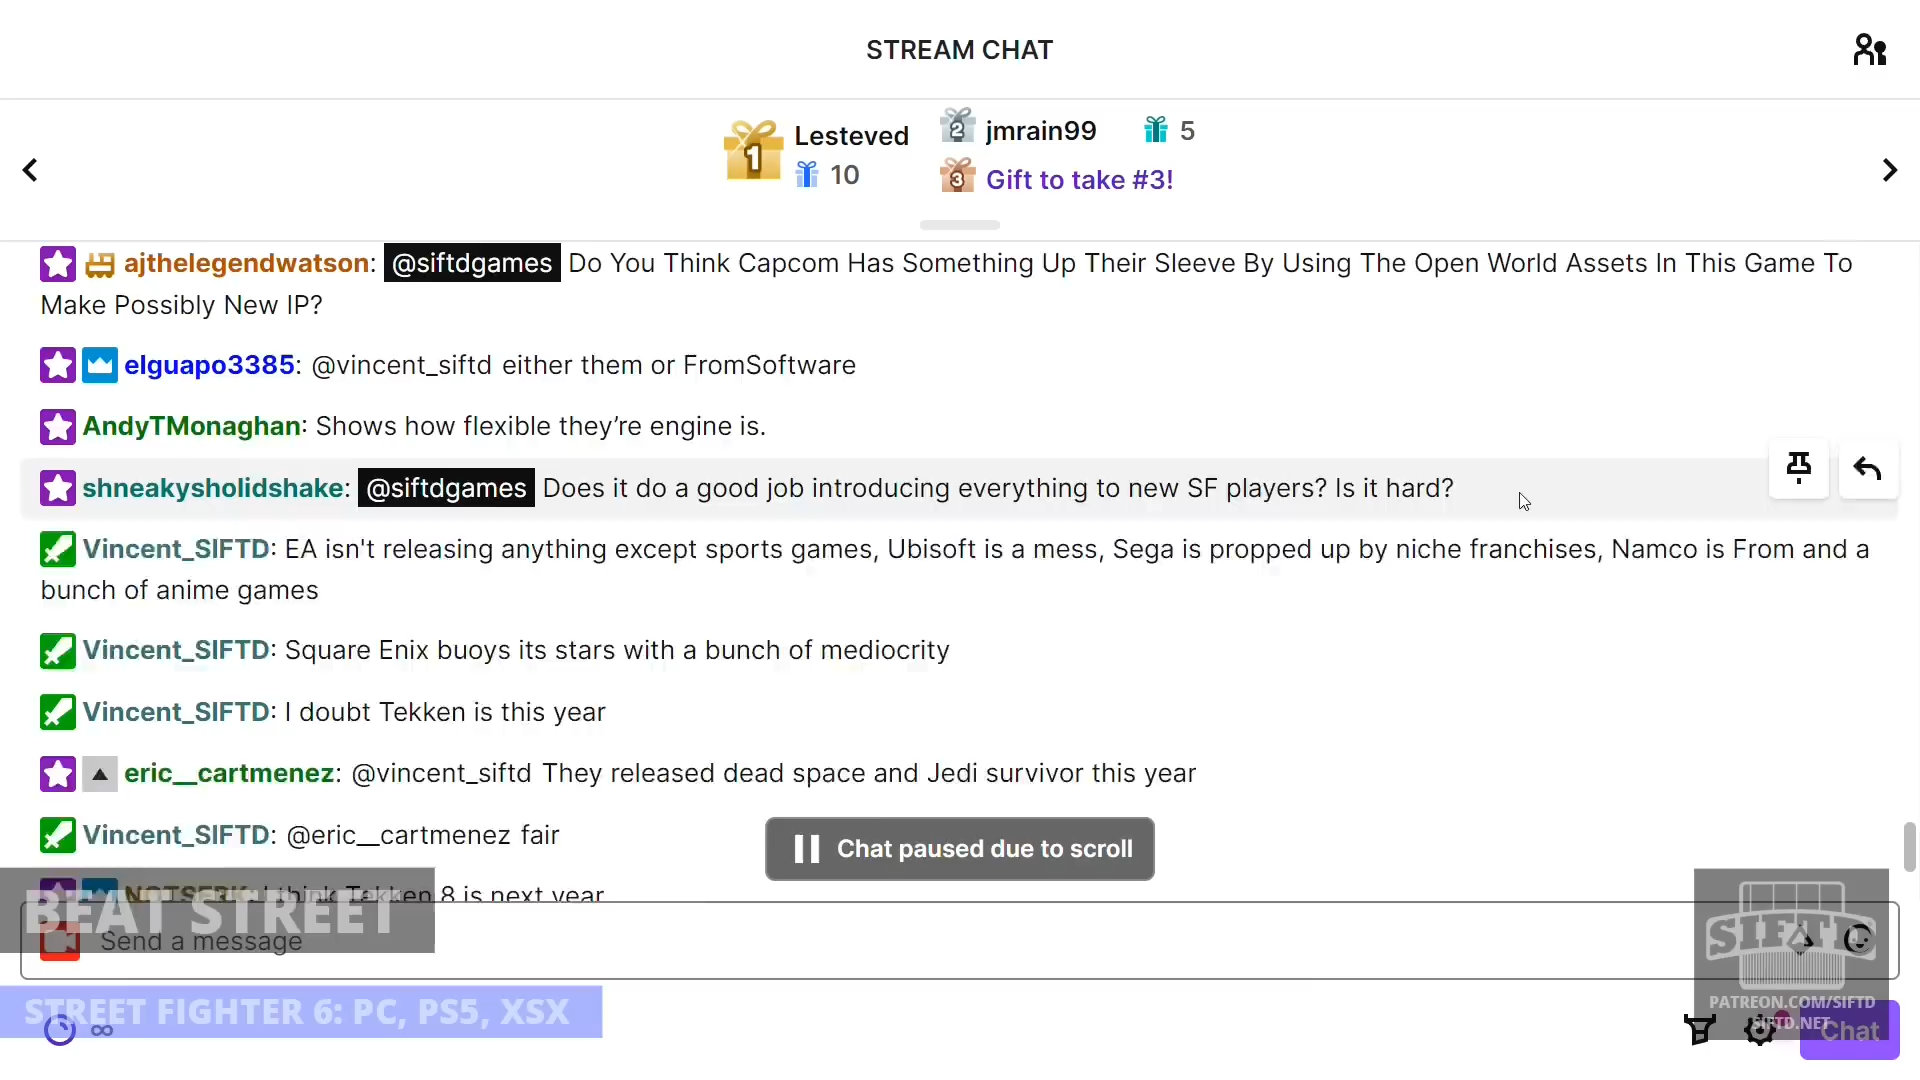 STREAM CHAT
1 Lesteved
10
2 jmrain99 5
3 Gift to take #3!
ajthelegendwatson: @siftdgames Do You Think Capcom Has Something Up Their Sleeve By Using The Open World Assets In This Game To
Make Possibly New IP?
elguapo3385: @vincent_siftd either them or FromSoftware
AndyTMonaghan: Shows how flexible they’re engine is.
shneakysholidshake: @siftdgames Does it do a good job introducing everything to new SF players? Is it hard?
Vincent_SIFTD: EA isn't releasing anything except sports games, Ubisoft is a mess, Sega is propped up by niche franchises, Namco is From and a
bunch of anime games
Vincent_SIFTD: Square Enix buoys its stars with a bunch of mediocrity
Vincent_SIFTD: I doubt Tekken is this year
eric__cartmenez: @vincent_siftd They released dead space and Jedi survivor this year
Vincent_SIFTD: @eric__cartmenez fair
Chat paused due to scroll
I think Tekken 8 is next year
BEAT STREET
Send a message
SIFTD
STREET FIGHTER 6: PC, PS5, XSX
∞
PATREON.COM/SIFTD
SIFTD.NET
Chat